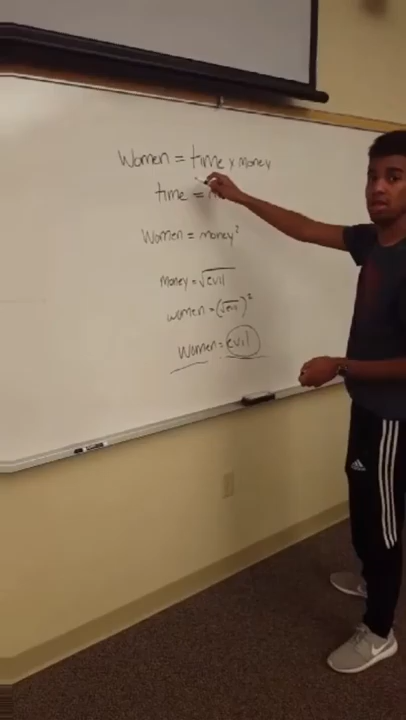 Women = time x money
time =
Women = money²
money = √evil
women = (√evil)²
women = evil